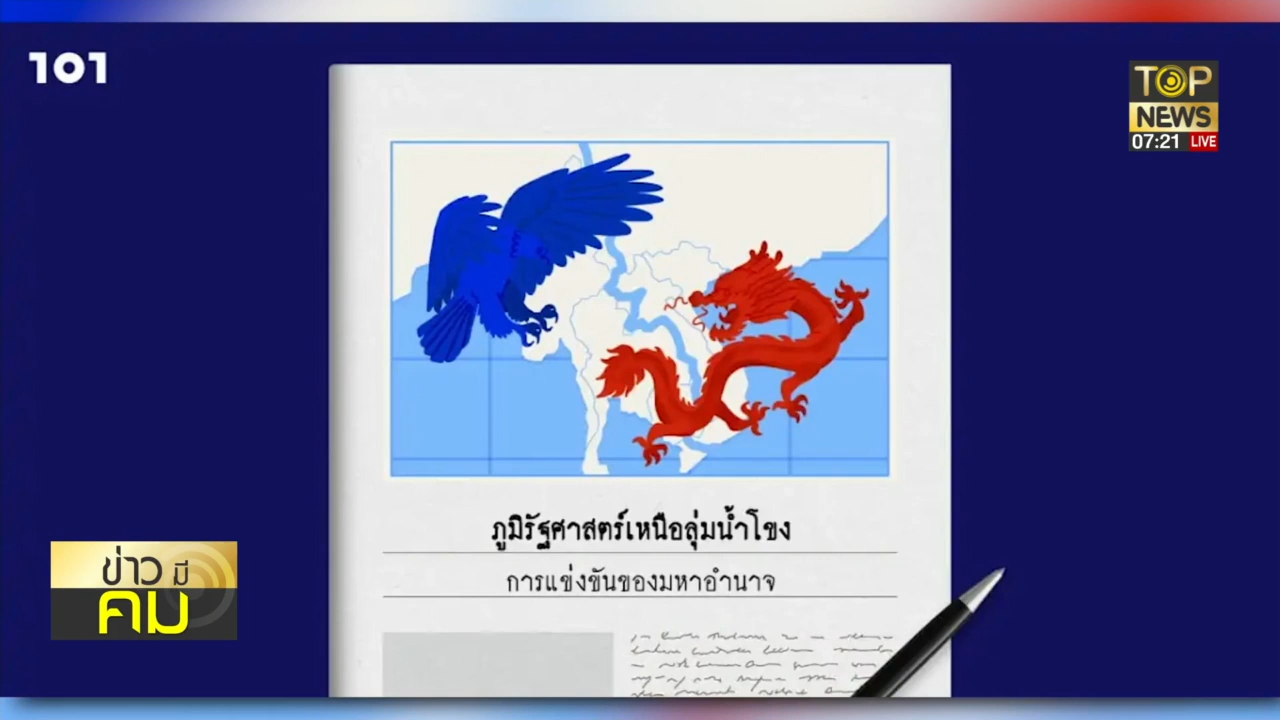 101
TOP
NEWS
07:21 LIVE
ภูมิรัฐศาสตร์เหนือลุ่มน้ำโขง
การแข่งขันของมหาอำนาจ
ข่าวมี
คม